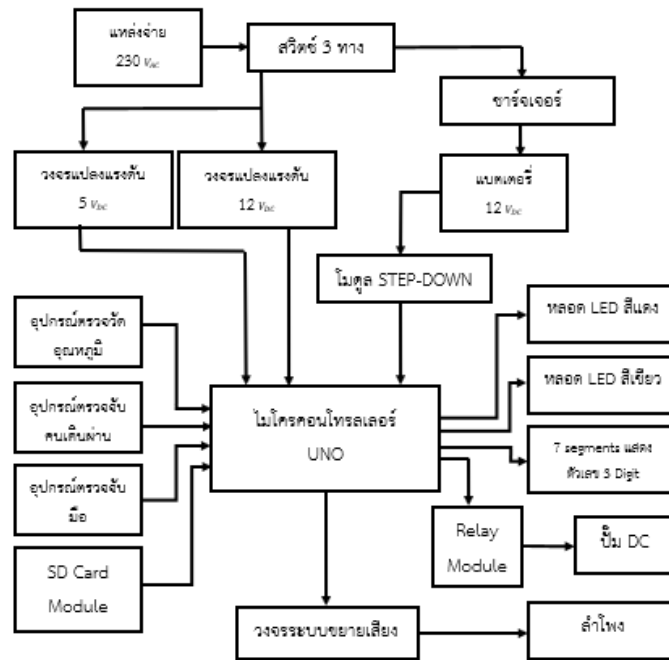 แหล่งจ่าย
230 VAC
สวิตซ์ 3 ทาง
ชาร์จเจอร์
วงจรแปลงแรงดัน
5 VDC
วงจรแปลงแรงดัน
12 VDC
แบตเตอรี่
12 VDC
โมดูล STEP-DOWN
อุปกรณ์ตรวจวัด
อุณหภูมิ
หลอด LED สีแดง
อุปกรณ์ตรวจจับ
คนเดินผ่าน
ไมโครคอนโทรลเลอร์
UNO
หลอด LED สีเขียว
อุปกรณ์ตรวจจับ
มือ
7 segments แสดง
ตัวเลข 3 Digit
SD Card
Module
Relay
Module
ปั๊ม DC
วงจรระบบขยายเสียง
ลำโพง